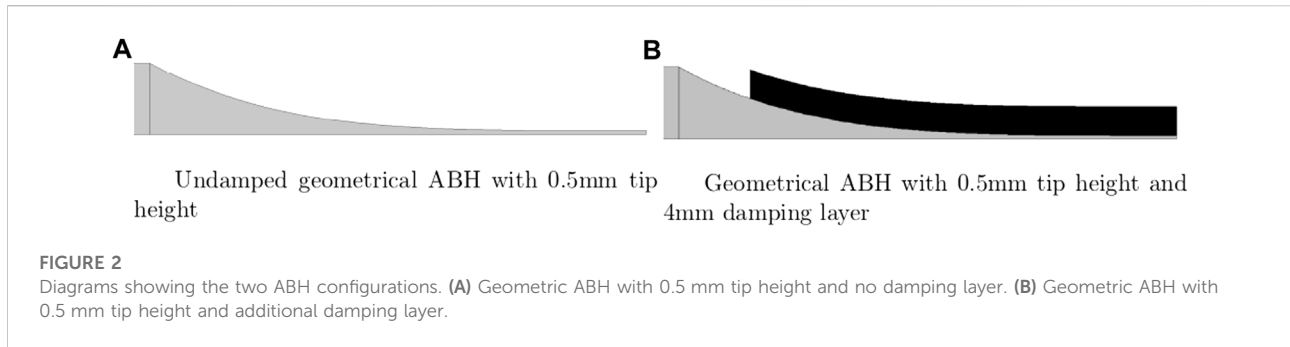 A
B
Undamped geometrical ABH with 0.5mm tip
height
Geometrical ABH with 0.5mm tip height and
4mm damping layer
FIGURE 2
Diagrams showing the two ABH configurations. (A) Geometric ABH with 0.5 mm tip height and no damping layer. (B) Geometric ABH with
0.5 mm tip height and additional damping layer.